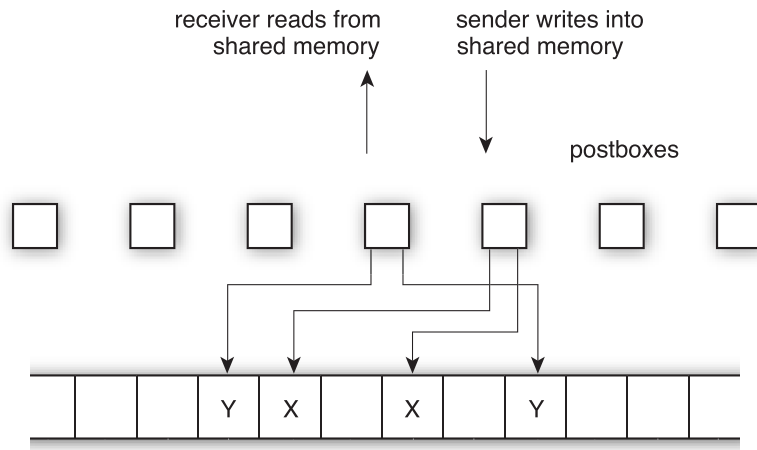 receiver reads from
shared memory
sender writes into
shared memory
postboxes
Y X X Y